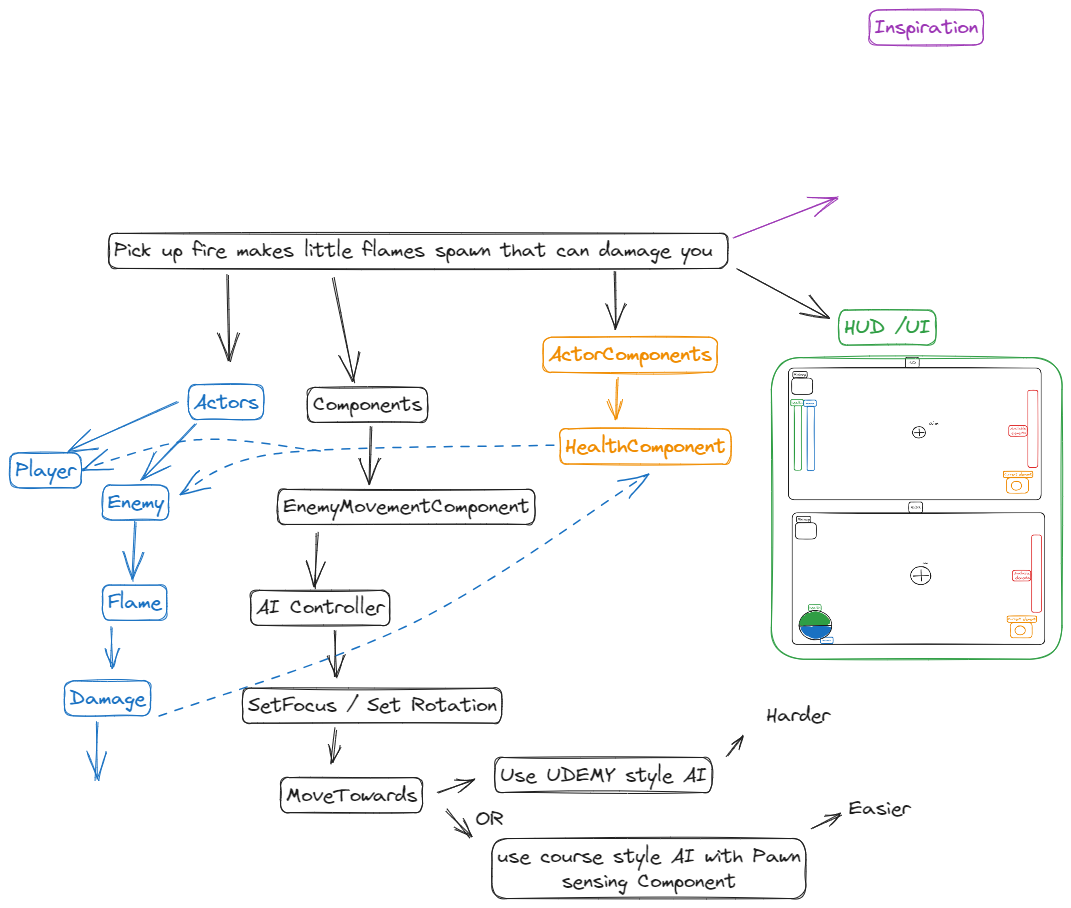 Inspiration
Pick up fire makes little flames spawn that can damage you
HUD /UI
ActorComponents
Actors
Components
HealthComponent
Player
Enemy
EnemyMovementComponent
Flame
AI Controller
Damage
SetFocus / Set Rotation
Harder
Use UDEMY style AI
MoveTowards
OR
Easier
use course style AI with Pawn
sensing Component